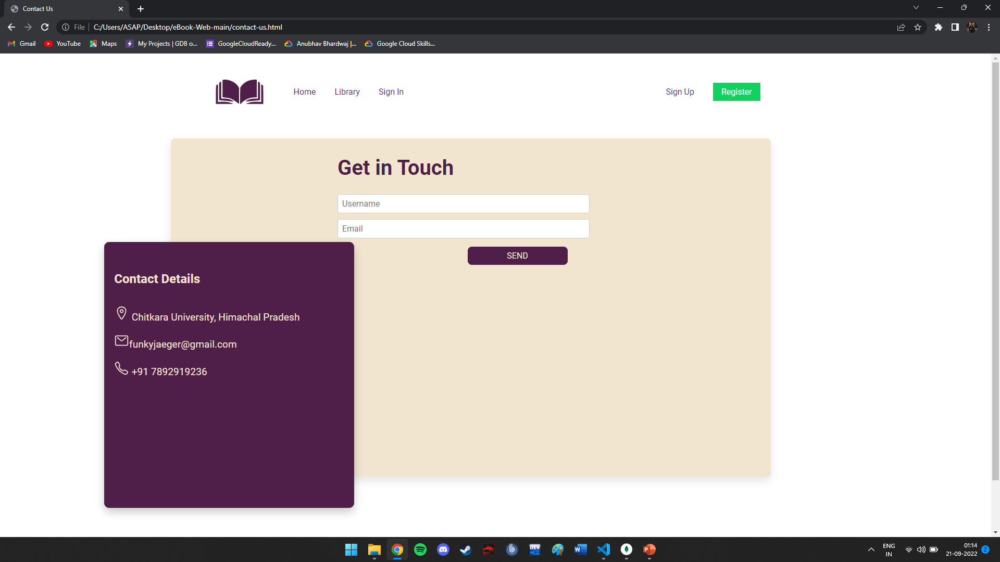 Contact Us
File
C:/Users/ASAP/Desktop/eBook-Web-main/contact-us.html
Gmail
YouTube
Maps
My Projects | GDB o...
GoogleCloudReady...
Anubhav Bhardwaj |...
Google Cloud Skills...
Home
Library
Sign In
Sign Up
Register
Get in Touch
Username
Email
SEND
Contact Details
Chitkara University, Himachal Pradesh
funkyjaeger@gmail.com
+91 7892919236
DEV
W
P
ENG
IN
01:14
21-09-2022
2